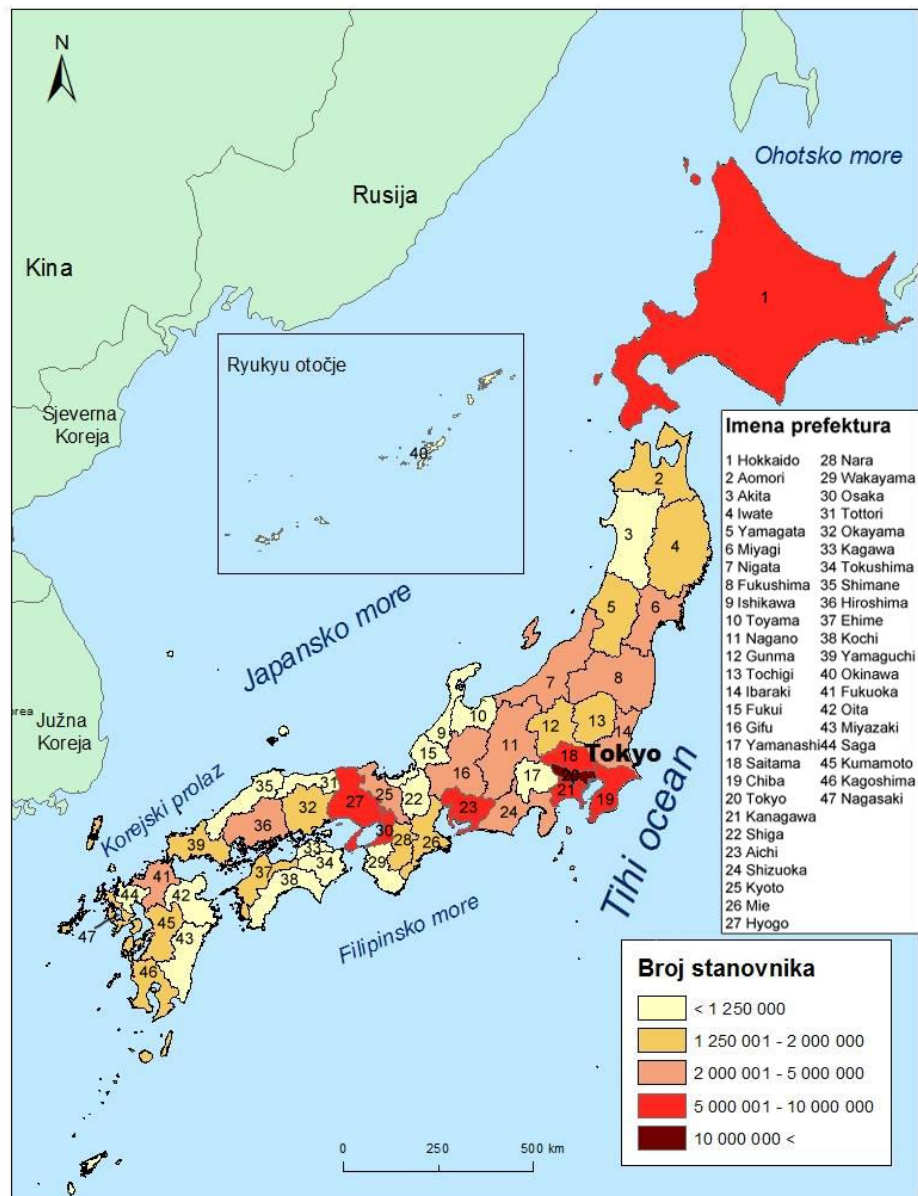 N
Ohotsko more
Rusija
Kina
Ryukyu otočje
40
Sjeverna
Koreja
Japansko more
Južna
Koreja
Korejski prolaz
Filipinsko more
Tihi ocean
Tokyo
1
2
3
4
5
6
7
8
9
10
11
12
13
14
15
16
17
18
19
20
21
22
23
24
25
26
27
28
29
30
31
32
33
34
35
36
37
38
39
41
42
43
44
45
46
47
Imena prefektura
1 Hokkaido
2 Aomori
3 Akita
4 Iwate
5 Yamagata
6 Miyagi
7 Nigata
8 Fukushima
9 Ishikawa
10 Toyama
11 Nagano
12 Gunma
13 Tochigi
14 Ibaraki
15 Fukui
16 Gifu
17 Yamanashi
18 Saitama
19 Chiba
20 Tokyo
21 Kanagawa
22 Shiga
23 Aichi
24 Shizuoka
25 Kyoto
26 Mie
27 Hyogo
28 Nara
29 Wakayama
30 Osaka
31 Tottori
32 Okayama
33 Kagawa
34 Tokushima
35 Shimane
36 Hiroshima
37 Ehime
38 Kochi
39 Yamaguchi
40 Okinawa
41 Fukuoka
42 Oita
43 Miyazaki
44 Saga
45 Kumamoto
46 Kagoshima
47 Nagasaki
Broj stanovnika
< 1 250 000
1 250 001 - 2 000 000
2 000 001 - 5 000 000
5 000 001 - 10 000 000
10 000 000 <
0 250 500 km